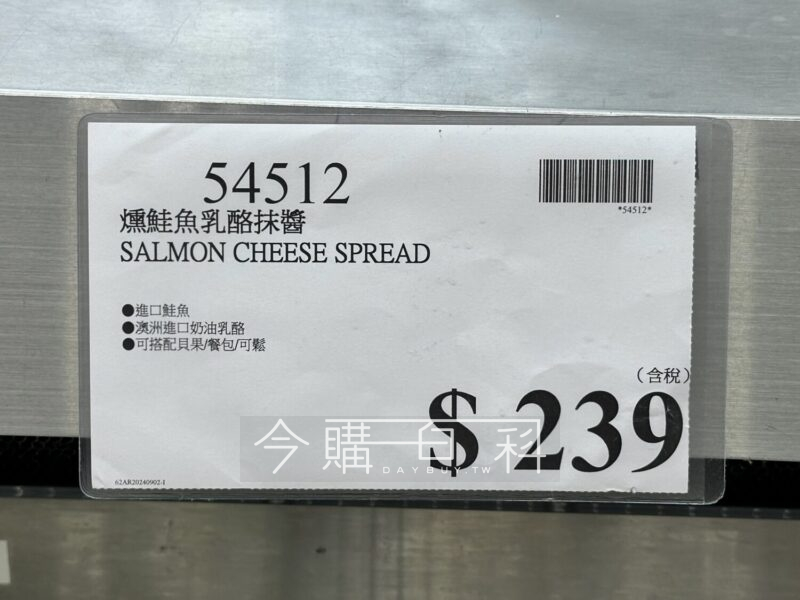 54512
*54512*
燻鮭魚乳酪抹醬
SALMON CHEESE SPREAD
●進口鮭魚
●澳洲進口奶油乳酪
●可搭配貝果/餐包/可鬆
(含稅)
$ 239
今購百科
DAYBUY.TW
62AR20240902-1